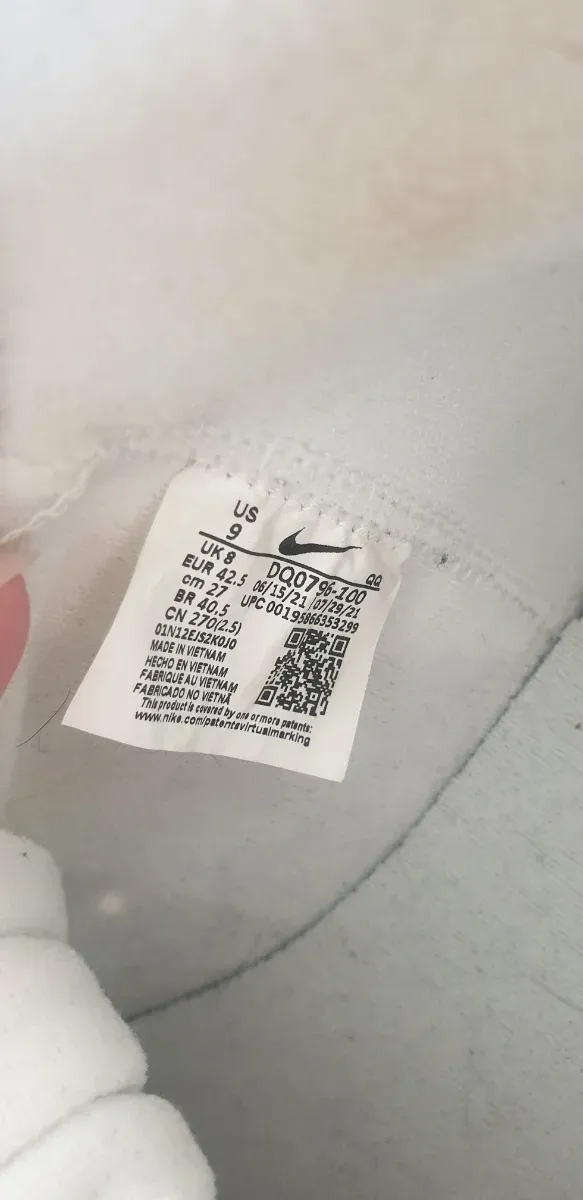 US
9
UK 8
EUR 42.5
cm 27
BR 40.5
CN 270(2.5)
QQ
DQ0796-100
06/15/21 07/29/21
UPC 00195866353299
01N12EJS2K0J0
MADE IN VIETNAM
HECHO EN VIETNAM
FABRIQUE AU VIETNAM
FABRICADO NO VIETNÃ
This product is covered by one or more patents:
www.nike.com/patentsvirtualmarking